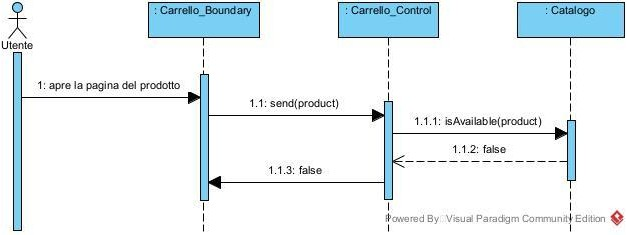 : Carrello_Boundary
: Carrello_Control
: Catalogo
Utente
1: apre la pagina del prodotto
1.1: send(product)
1.1.1: isAvailable(product)
1.1.2: false
1.1.3: false
Powered By Visual Paradigm Community Edition